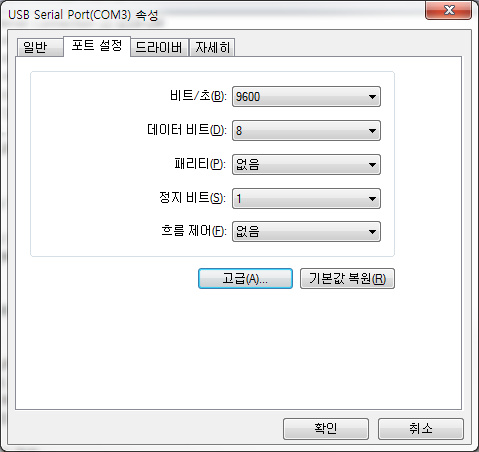 USB Serial Port(COM3) 속성
일반 포트 설정 드라이버 자세히
비트/초(B): 9600
데이터 비트(D): 8
패리티(P): 없음
정지 비트(S): 1
흐름 제어(F): 없음
고급(A)... 기본값 복원(R)
확인 취소